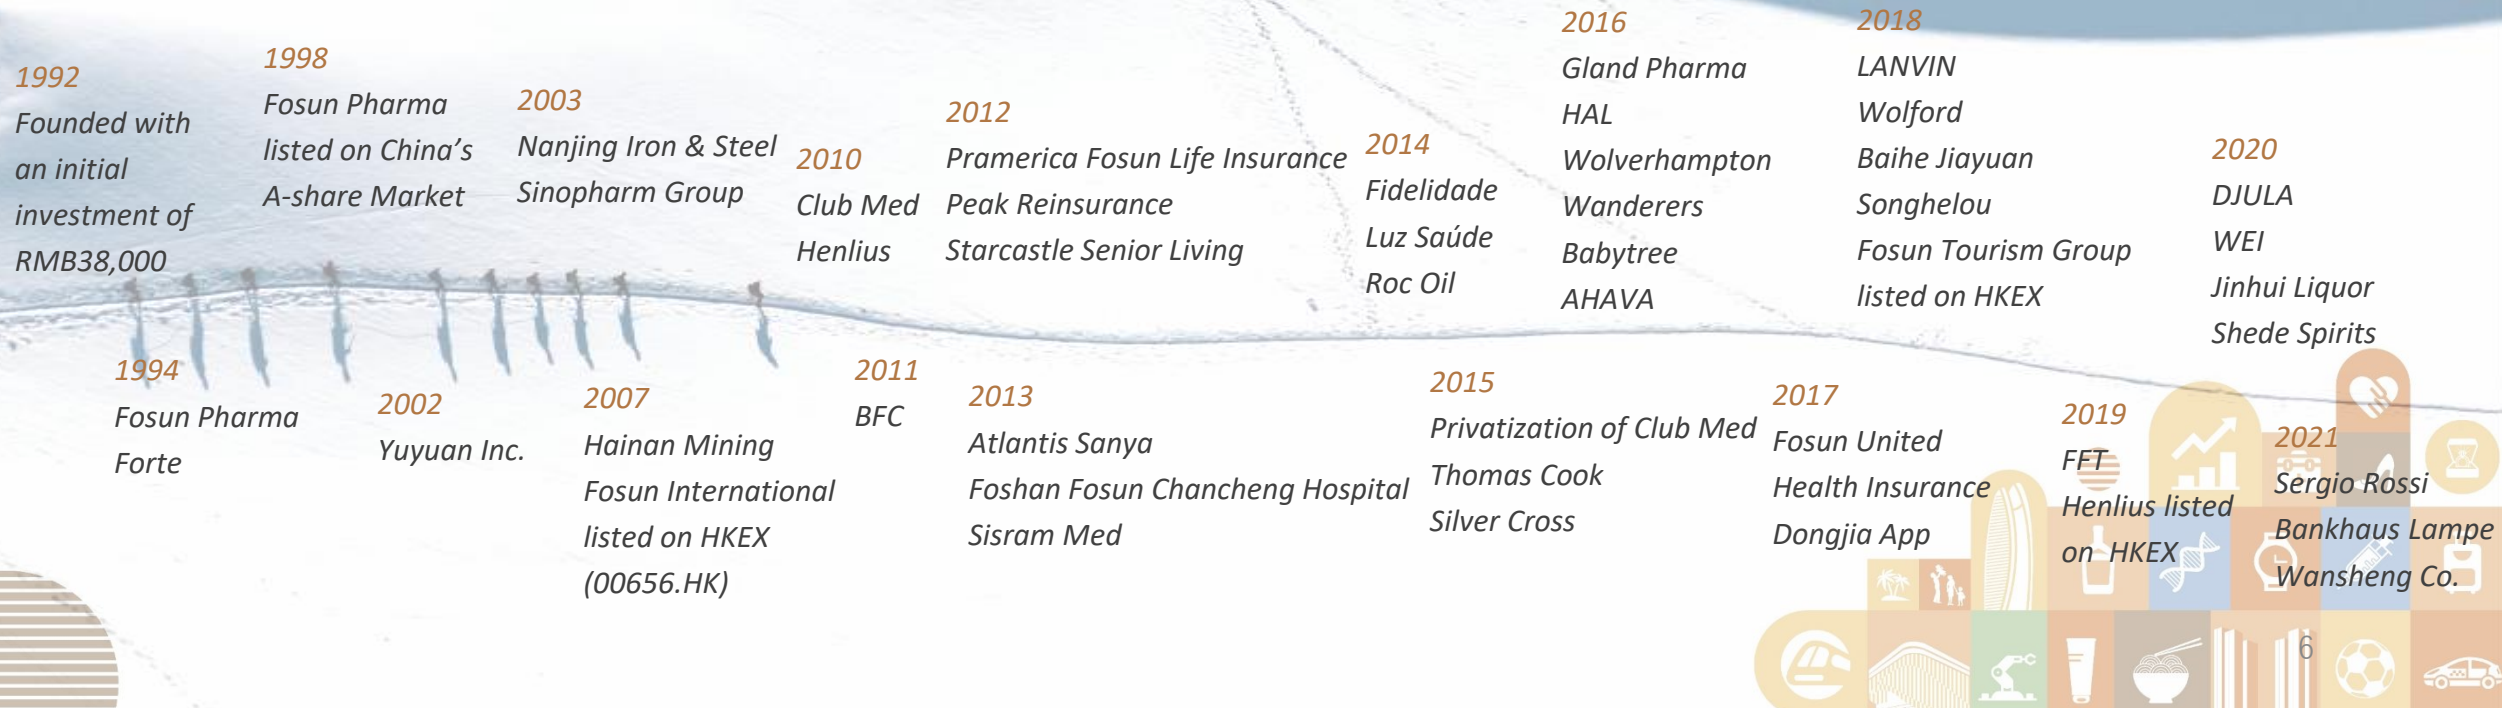 1992
Founded with
an initial
investment of
RMB38,000
1994
Fosun Pharma
Forte
1998
Fosun Pharma
listed on China's
A-share Market
2002
Yuyuan Inc.
2003
Nanjing Iron & Steel
Sinopharm Group
2007
Hainan Mining
Fosun International
listed on HKEX
(00656.HK)
2010
Club Med
Henlius
2011
BFC
2012
Pramerica Fosun Life Insurance
Peak Reinsurance
Starcastle Senior Living
2013
Atlantis Sanya
Foshan Fosun Chancheng Hospital
Sisram Med
2014
Fidelidade
Luz Saúde
Roc Oil
2015
Privatization of Club Med
Thomas Cook
Silver Cross
2016
Gland Pharma
HAL
Wolverhampton
Wanderers
Babytree
AHAVA
2017
Fosun United
Health Insurance
Dongjia App
2018
LANVIN
Wolford
Baihe Jiayuan
Songhelou
Fosun Tourism Group
listed on HKEX
2019
FFT
Henlius listed
on HKEX
2020
DJULA
WEI
Jinhui Liquor
Shede Spirits
2021
Sergio Rossi
Bankhaus Lampe
Wansheng Co.
6